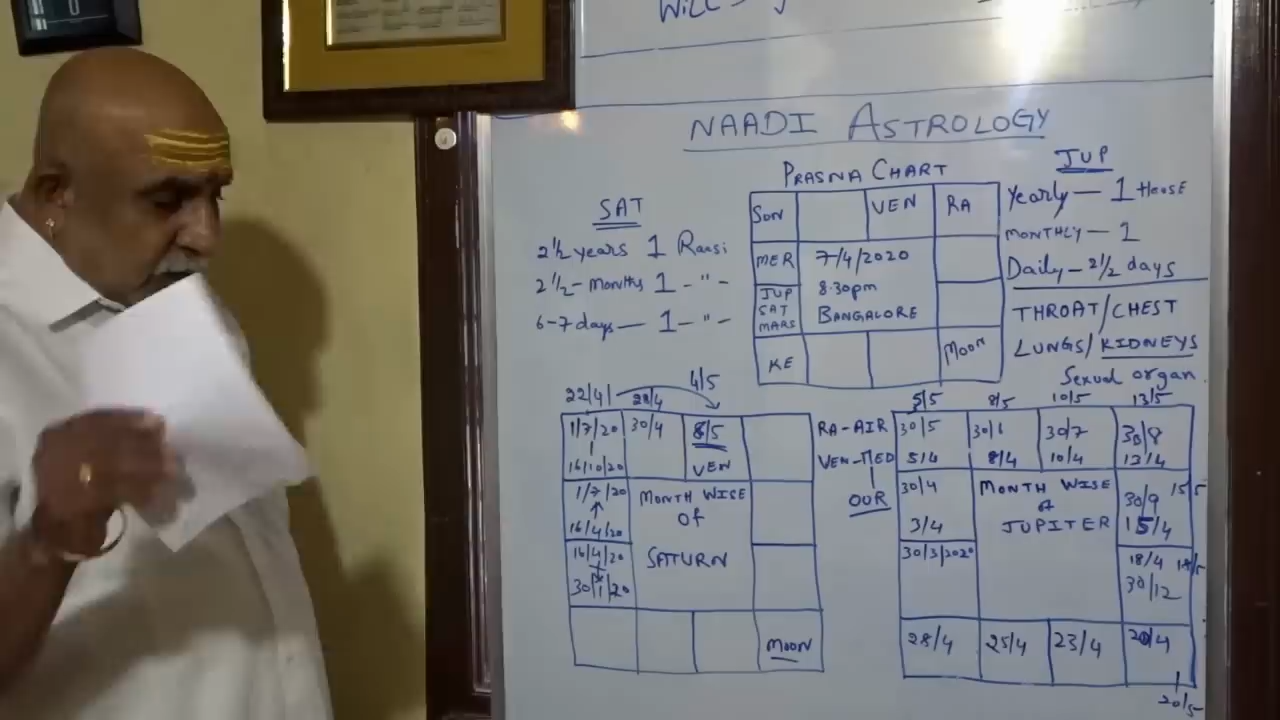 WILL
NAADI ASTROLOGY
PRASNA CHART
SUN VEN RA
MER 7/4/2020
JUP 8.30pm
SAT BANGALORE
MARS
KE MOON
SAT
2½ years 1 Raasi
2½ - months 1 - " -
6-7 days — 1 - " -
JUP
Yearly — 1 House
MONTHLY — 1
Daily — 2½ days
THROAT/CHEST
LUNGS/KIDNEYS
Sexual organ
22/4 28/4 4/5
1/7/20 30/4 8/5
16/10/20 VEN
1/7/20 MONTH WISE
16/4/20 OF
16/4/20 SATURN
30/1/20
MOON
RA-AIR
VEN-MED
OUR
5/5 8/5 10/5 13/5
30/5 30/6 30/7 30/8
5/4 8/4 10/4 13/4
30/4 MONTH WISE 30/9 15/5
3/4 JUPITER 15/4
30/3/2020 18/4 18/5
30/12
28/4 25/4 23/4 20/4
20/5